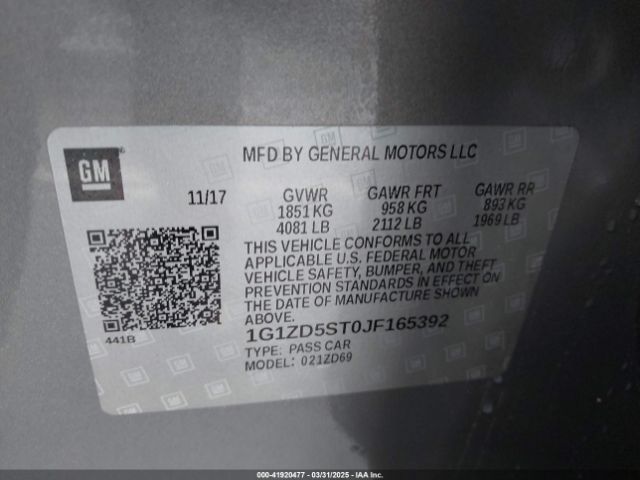 GM
MFD BY GENERAL MOTORS LLC
11/17 GVWR GAWR FRT GAWR RR
1851 KG 958 KG 893 KG
4081 LB 2112 LB 1969 LB
THIS VEHICLE CONFORMS TO ALL
APPLICABLE U.S. FEDERAL MOTOR
VEHICLE SAFETY, BUMPER, AND THEFT
PREVENTION STANDARDS IN EFFECT ON
THE DATE OF MANUFACTURE SHOWN
ABOVE.
441B
1G1ZD5ST0JF165392
TYPE: PASS CAR
MODEL: 021ZD69
000-41920477 - 03/31/2025 - IAAI.com